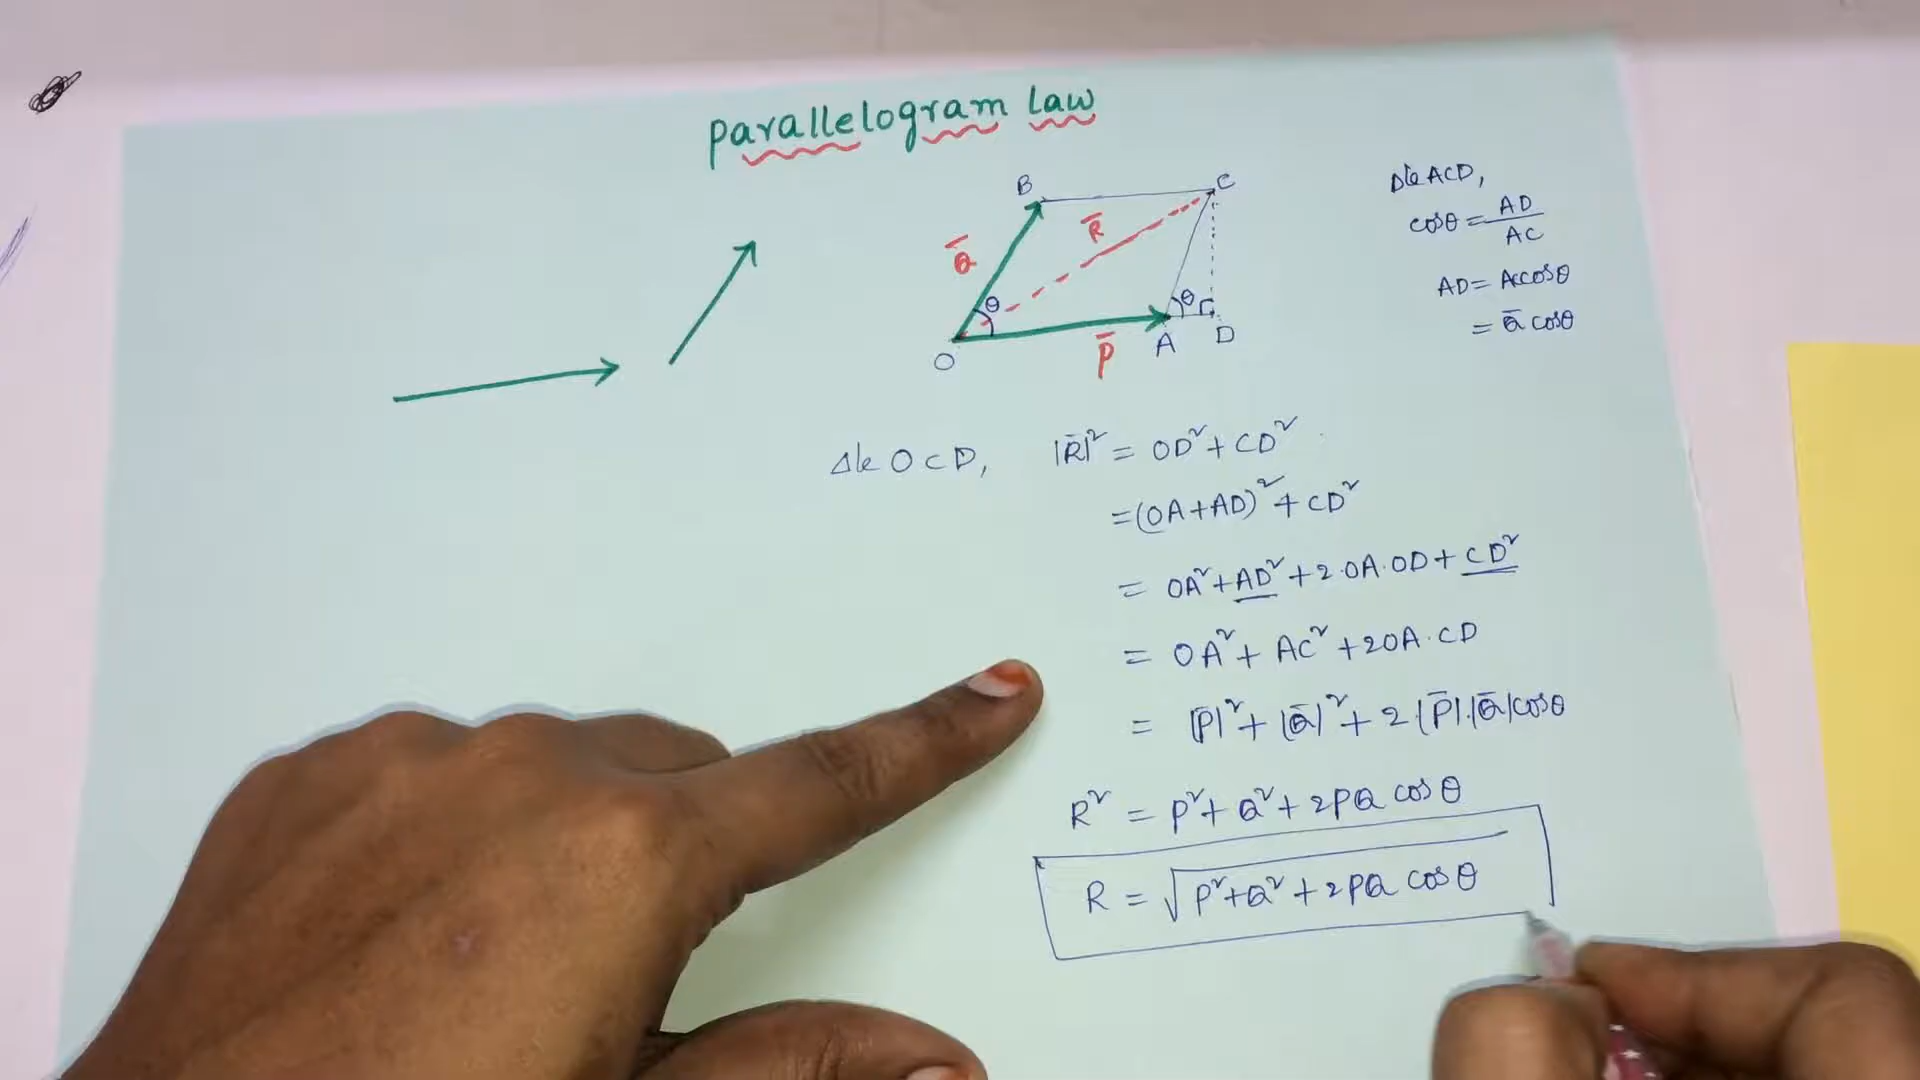 parallelogram Law
B
C
Q̄
R̄
θ
θ
O
P̄
A
D
Δle ACD,
cosθ = AD/AC
AD = ACcosθ
= Q̄ cosθ
Δle OCD, |R̄|² = OD² + CD²
= (OA+AD)² + CD²
= OA² + AD² + 2·OA·OD + CD²
= OA² + AC² + 2OA·CD
= |P̄|² + |Q̄|² + 2·|P̄|·|Q̄|cosθ
R² = P² + Q² + 2PQ cosθ
R = √P²+Q²+2PQ cosθ